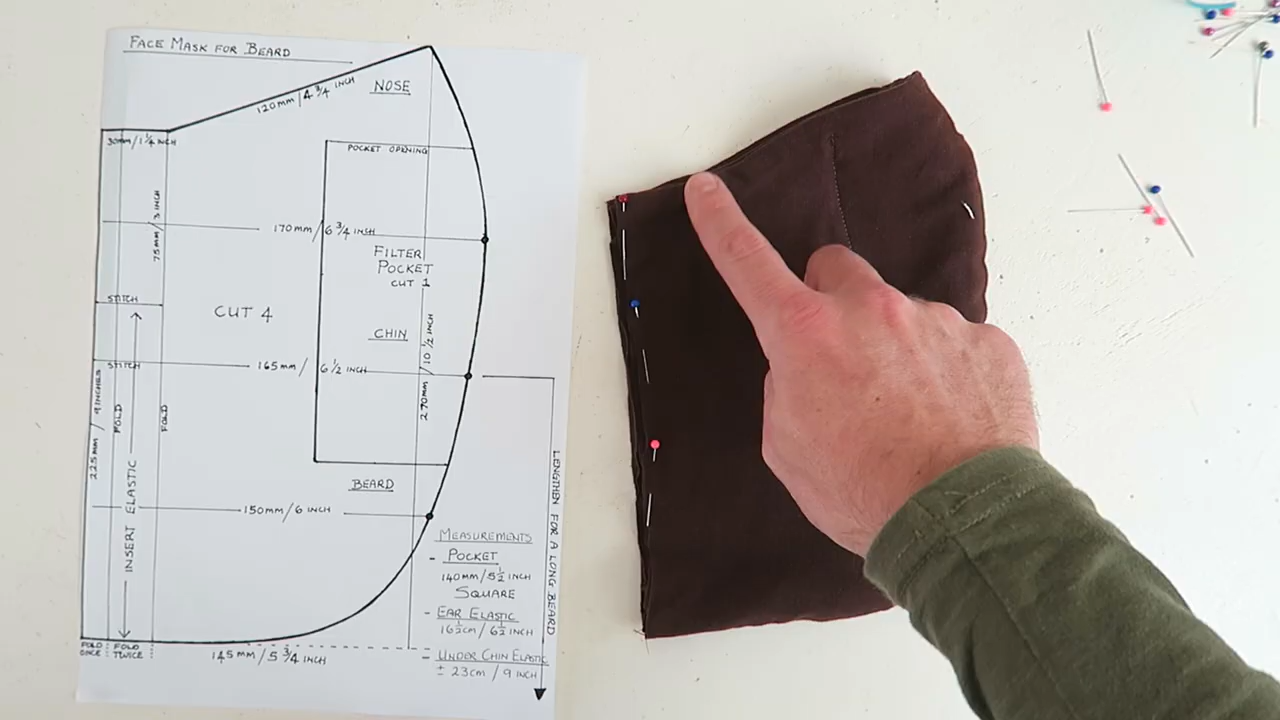 FACE MASK FOR BEARD
120mm/4 3/4 INCH
NOSE
30mm/1 1/4 INCH
POCKET OPENING
75mm/3 INCH
170mm/6 3/4 INCH
FILTER
POCKET
CUT 1
STITCH
CUT 4
CHIN
270mm/10 1/2 INCH
STITCH
165mm/6 1/2 INCH
225mm/9 INCHES
FOLD
FOLD
INSERT ELASTIC
BEARD
150mm/6 INCH
LENGTHEN FOR A LONG BEARD
MEASUREMENTS
- POCKET
140mm/5 1/2 INCH
SQUARE
- EAR ELASTIC
16 1/2cm/6 1/2 INCH
- UNDER CHIN ELASTIC
± 23cm/9 INCH
FOLD
ONCE
FOLD
TWICE
145mm/5 3/4 INCH